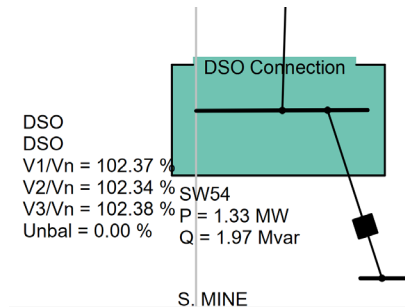 DSO Connection
DSO
DSO
V1/Vn = 102.37 %
V2/Vn = 102.34 %
V3/Vn = 102.38 %
Unbal = 0.00 %
SW54
P = 1.33 MW
Q = 1.97 Mvar
S. MINE